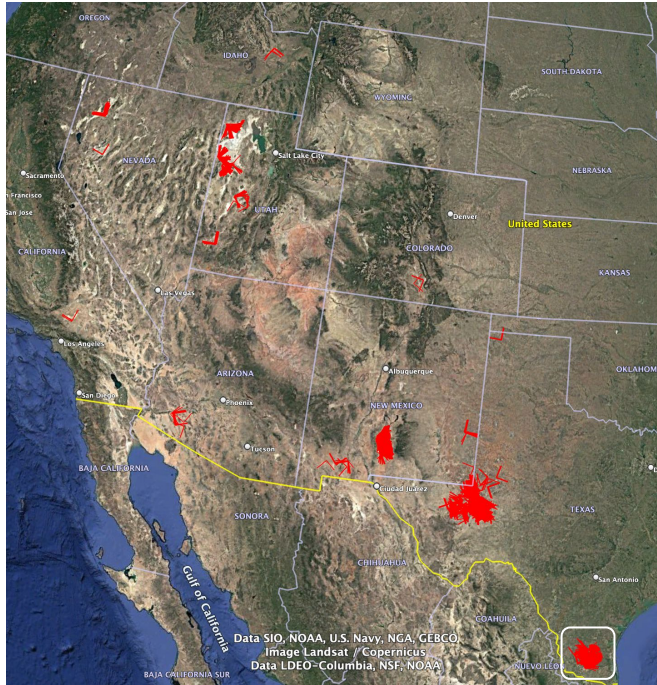 OREGON
IDAHO
SOUTH DAKOTA
WYOMING
Salt Lake City
NEVADA
NEBRASKA
Sacramento
n Francisco
San Jose
UTAH
Denver
United States
CALIFORNIA
COLORADO
KANSAS
Las Vegas
Los Angeles
ARIZONA
Albuquerque
OKLAHOM
San Diego
Phoenix
NEW MEXICO
Tucson
BAJA CALIFORNIA
Ciudad Juárez
TEXAS
SONORA
CHIHUAHUA
San Antonio
Gulf of California
COAHUILA
Data SIO, NOAA, U.S. Navy, NGA, GEBCO
Image Landsat / Copernicus
Data LDEO-Columbia, NSF, NOAA
NUEVO LEÓN
BAJA CALIFORNIA SUR